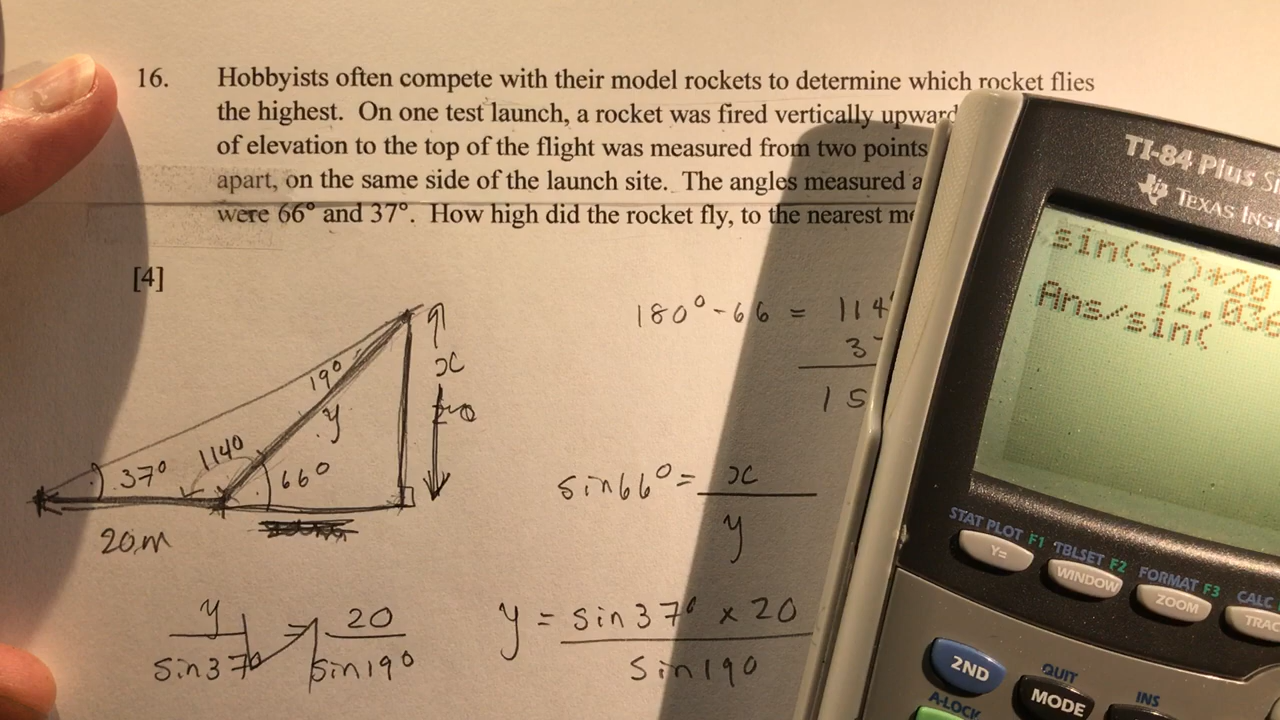 16. Hobbyists often compete with their model rockets to determine which rocket flies
the highest. On one test launch, a rocket was fired vertically upward
of elevation to the top of the flight was measured from two points
apart, on the same side of the launch site. The angles measured a
were 66° and 37°. How high did the rocket fly, to the nearest me
[4]
180° - 66 = 114°
3
15
19°
x
y
37°
114°
66°
20m
sin66° = x
y
y = 20
sin37° sin19°
y = sin37° x 20
sin19°
TI-84 Plus Si
TEXAS INST
sin(37)*20
12.036
Ans/sin(
STAT PLOT F1 TBLSET F2 FORMAT F3 CALC
Y= WINDOW ZOOM TRAC
2ND QUIT INS
MODE
A-LOCK